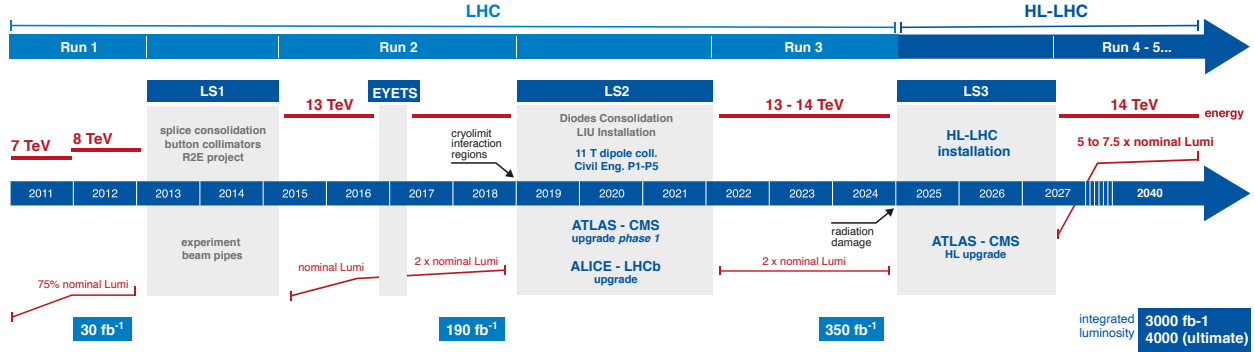 LHC
HL-LHC
Run 1
Run 2
Run 3
Run 4 - 5...
LS1
EYETS
LS2
LS3
13 TeV
13 - 14 TeV
14 TeV
energy
7 TeV
8 TeV
splice consolidation
button collimators
R2E project
cryolimit
interaction
regions
Diodes Consolidation
LIU Installation
11 T dipole coll.
Civil Eng. P1-P5
HL-LHC
installation
5 to 7.5 x nominal Lumi
2011
2012
2013
2014
2015
2016
2017
2018
2019
2020
2021
2022
2023
2024
2025
2026
2027
2040
experiment
beam pipes
ATLAS - CMS
upgrade phase 1
ALICE - LHCb
upgrade
radiation
damage
ATLAS - CMS
HL upgrade
75% nominal Lumi
nominal Lumi
2 x nominal Lumi
2 x nominal Lumi
30 fb-1
190 fb-1
350 fb-1
integrated
luminosity
3000 fb-1
4000 (ultimate)